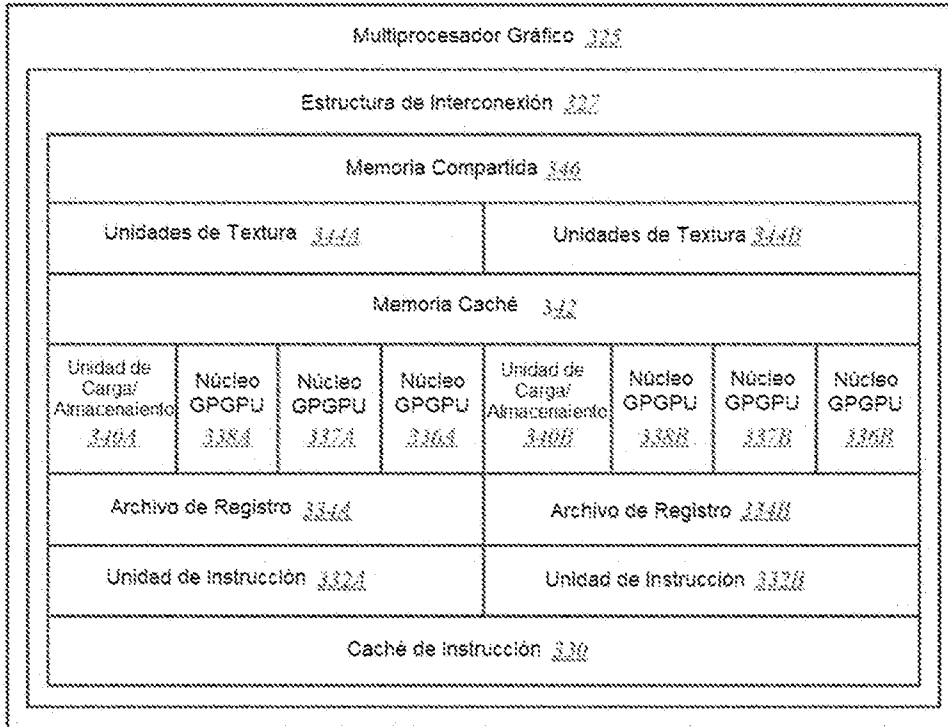 Multiprocesador Gráfico 325
Estructura de Interconexión 327
Memoria Compartida 346
Unidades de Textura 344A
Unidades de Textura 344B
Memoria Caché 342
Unidad de
Carga/
Almacenaiento
340A
Núcleo
GPGPU
338A
Núcleo
GPGPU
337A
Núcleo
GPGPU
336A
Unidad de
Carga/
Almacenaiento
340B
Núcleo
GPGPU
338B
Núcleo
GPGPU
337B
Núcleo
GPGPU
336B
Archivo de Registro 334A
Archivo de Registro 334B
Unidad de Instrucción 332A
Unidad de Instrucción 332B
Caché de Instrucción 330